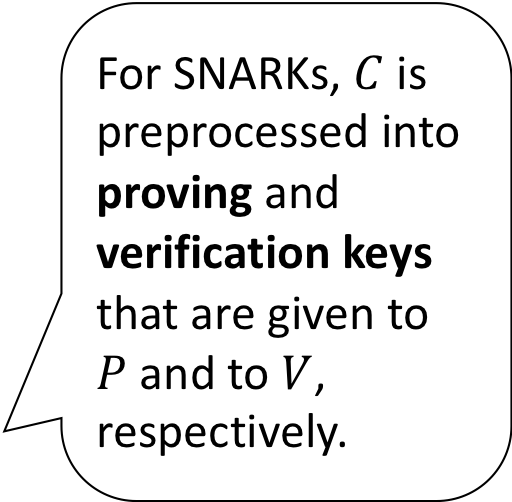 For SNARKs, C is
preprocessed into
proving and
verification keys
that are given to
P and to V,
respectively.